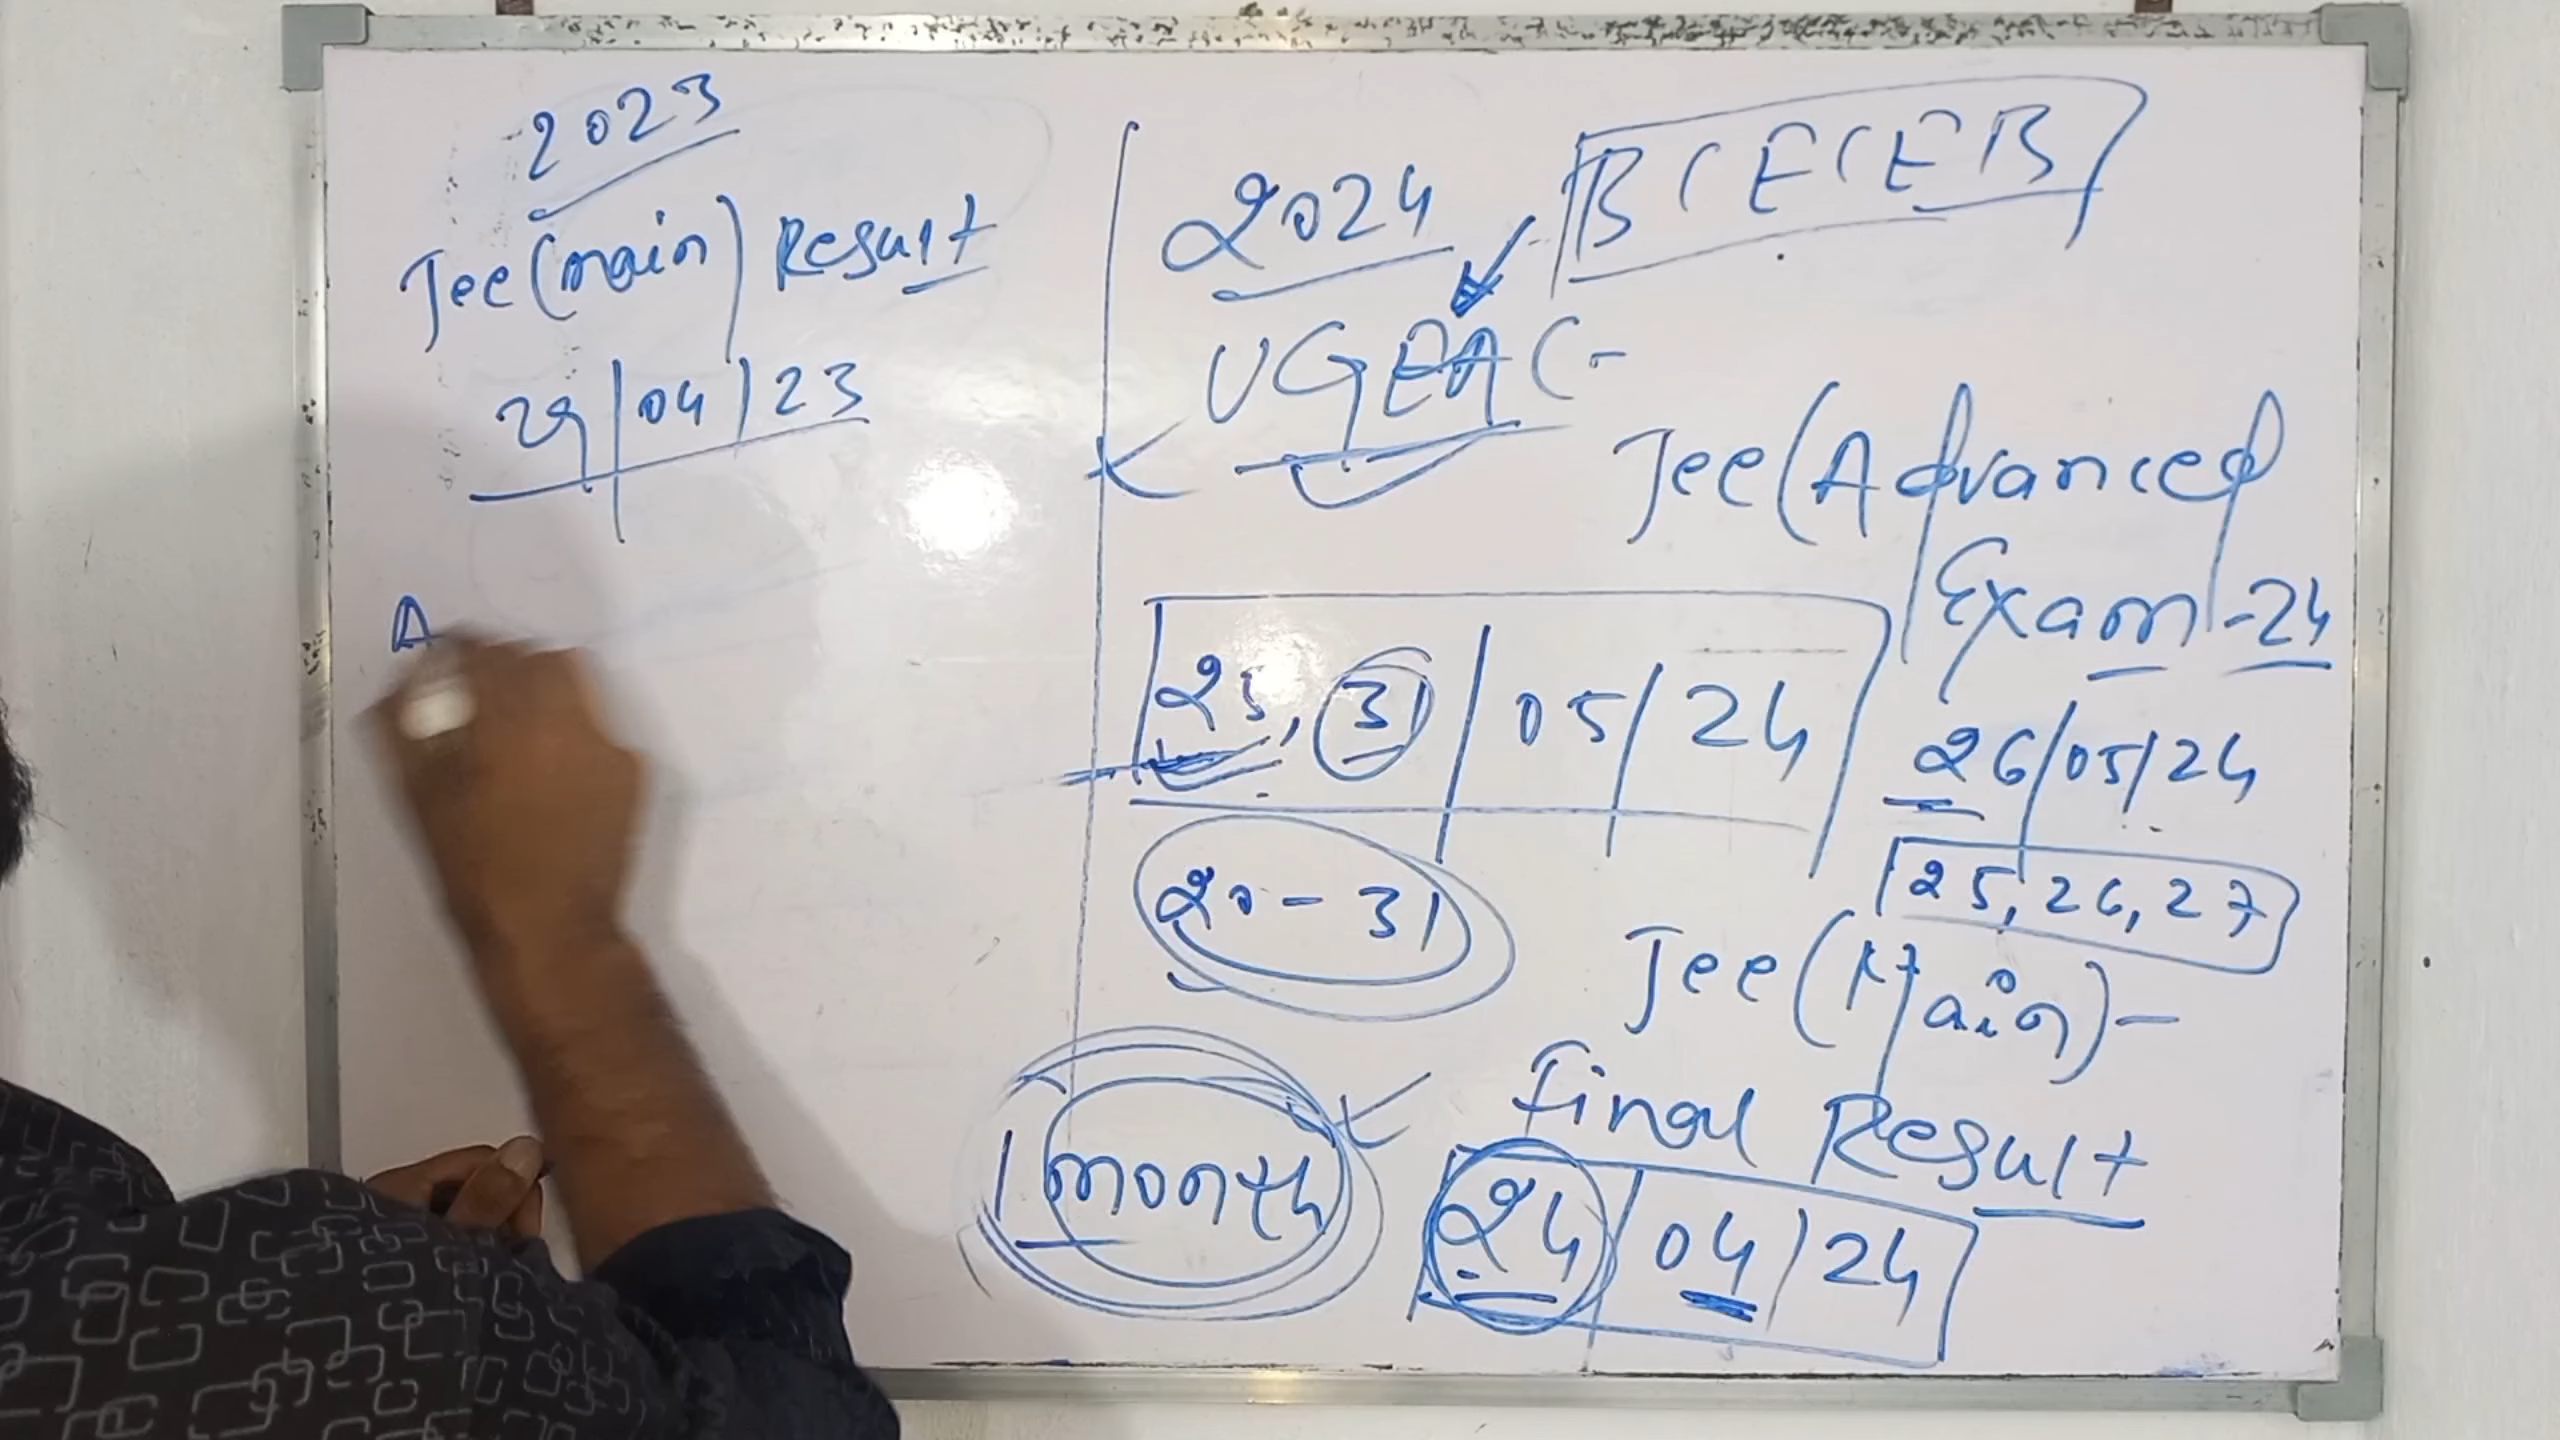 2023
Jee(main) Result
29/04/23
A
2024
BCECEB
UGEAC-
Jee(Advanced
Exam-24
25, 31/05/24
26/05/24
20-31
25, 26, 27
Jee(Main)-
final Result
1 month
24/04/24